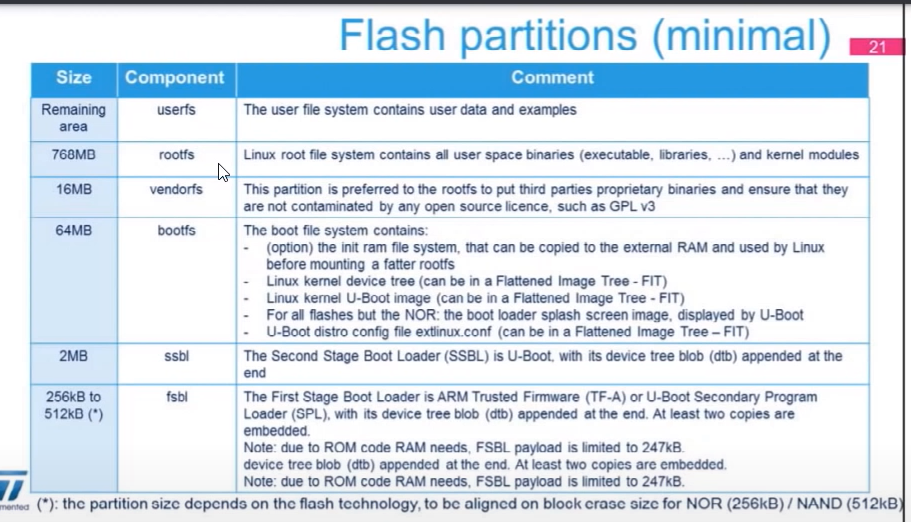 Flash partitions (minimal)
21
Size
Component
Comment
Remaining
area
userfs
The user file system contains user data and examples
768MB
rootfs
Linux root file system contains all user space binaries (executable, libraries, …) and kernel modules
16MB
vendorfs
This partition is preferred to the rootfs to put third parties proprietary binaries and ensure that they
are not contaminated by any open source licence, such as GPL v3
64MB
bootfs
The boot file system contains:
- (option) the init ram file system, that can be copied to the external RAM and used by Linux
before mounting a fatter rootfs
- Linux kernel device tree (can be in a Flattened Image Tree - FIT)
- Linux kernel U-Boot image (can be in a Flattened Image Tree - FIT)
- For all flashes but the NOR: the boot loader splash screen image, displayed by U-Boot
- U-Boot distro config file extlinux.conf (can be in a Flattened Image Tree – FIT)
2MB
ssbl
The Second Stage Boot Loader (SSBL) is U-Boot, with its device tree blob (dtb) appended at the
end
256kB to
512kB (*)
fsbl
The First Stage Boot Loader is ARM Trusted Firmware (TF-A) or U-Boot Secondary Program
Loader (SPL), with its device tree blob (dtb) appended at the end. At least two copies are
embedded.
Note: due to ROM code RAM needs, FSBL payload is limited to 247kB.
device tree blob (dtb) appended at the end. At least two copies are embedded.
Note: due to ROM code RAM needs, FSBL payload is limited to 247kB.
mented
(*): the partition size depends on the flash technology, to be aligned on block erase size for NOR (256kB) / NAND (512kB)